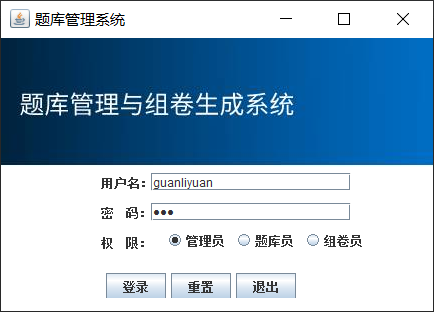 题库管理系统
题库管理与组卷生成系统
用户名: guanliyuan
密 码: ●●●
权 限: 管理员 题库员 组卷员
登录 重置 退出